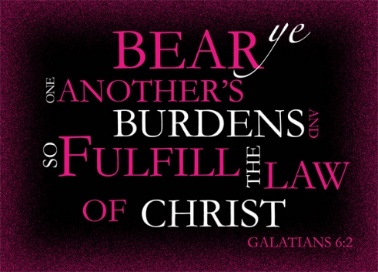 BEAR ye
ONE ANOTHER'S
BURDENS AND
SO FULFILL THE LAW
OF CHRIST
GALATIANS 6:2